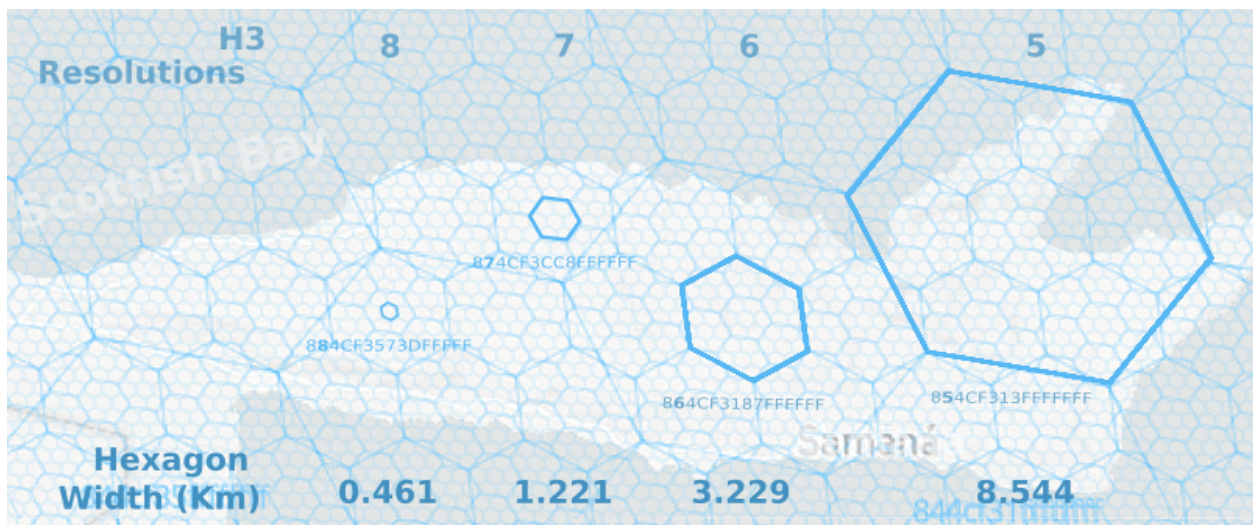 H3 8 7 6 5
Resolutions
Scottish Bay
874CF3CC8FFFFFF
884CF3573DFFFFF
864CF3187FFFFFF
854CF313FFFFFFF
Samaná
Hexagon
Width (Km) 0.461 1.221 3.229 8.544